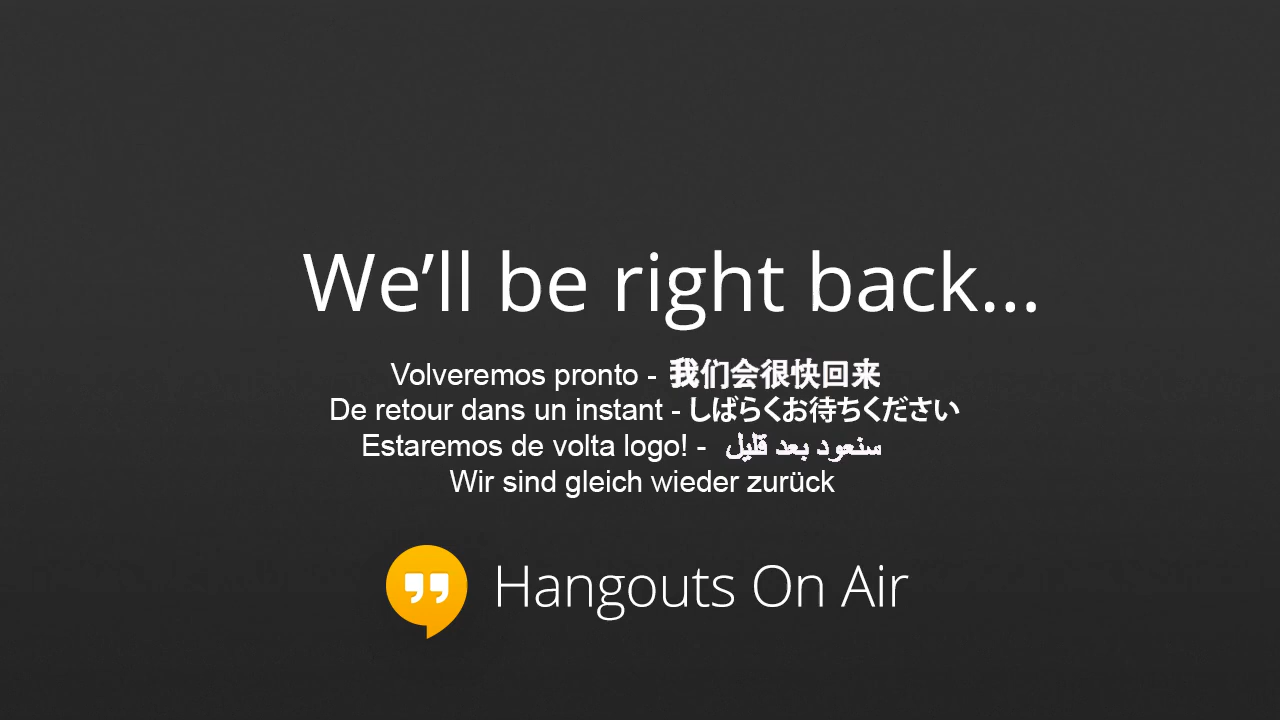 We’ll be right back...
Volveremos pronto - 我们会很快回来
De retour dans un instant - しばらくお待ちください
Estaremos de volta logo! - سنعود بعد قليل
Wir sind gleich wieder zurück
Hangouts On Air